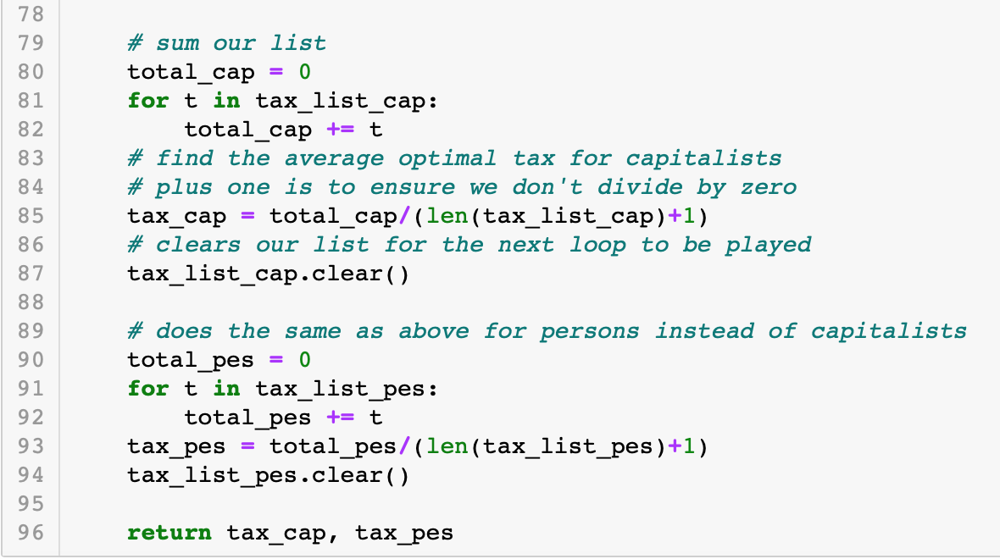 78
79     # sum our list
80     total_cap = 0
81     for t in tax_list_cap:
82         total_cap += t
83     # find the average optimal tax for capitalists
84     # plus one is to ensure we don't divide by zero
85     tax_cap = total_cap/(len(tax_list_cap)+1)
86     # clears our list for the next loop to be played
87     tax_list_cap.clear()
88
89     # does the same as above for persons instead of capitalists
90     total_pes = 0
91     for t in tax_list_pes:
92         total_pes += t
93     tax_pes = total_pes/(len(tax_list_pes)+1)
94     tax_list_pes.clear()
95
96     return tax_cap, tax_pes